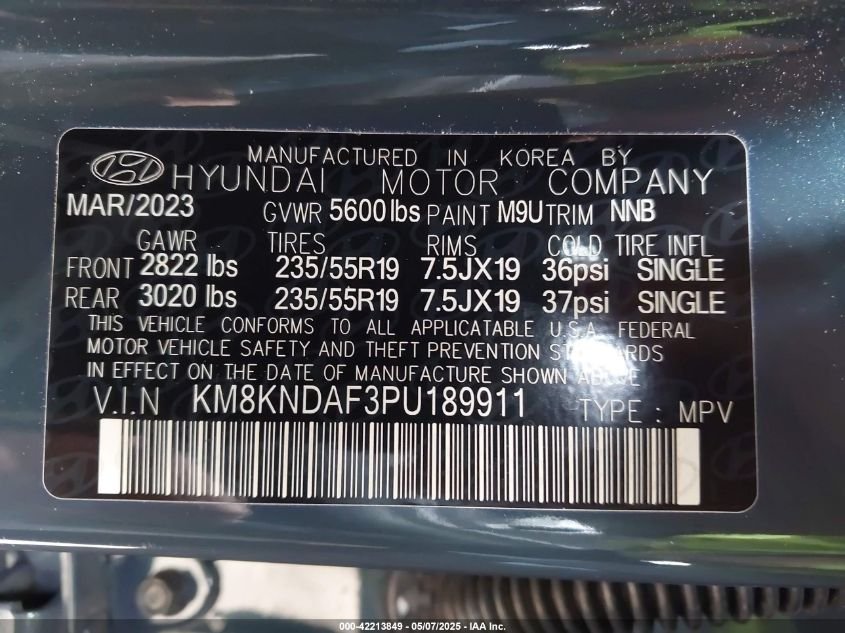 MANUFACTURED IN KOREA BY
HYUNDAI MOTOR COMPANY
MAR/2023 GVWR 5600 lbs PAINT M9U TRIM NNB
GAWR TIRES RIMS COLD TIRE INFL
FRONT 2822 lbs 235/55R19 7.5JX19 36psi SINGLE
REAR 3020 lbs 235/55R19 7.5JX19 37psi SINGLE
THIS VEHICLE CONFORMS TO ALL APPLICATABLE U.S.A. FEDERAL
MOTOR VEHICLE SAFETY AND THEFT PREVENTION STANDARDS
IN EFFECT ON THE DATE OF MANUFACTURE SHOWN ABOVE
V.I.N KM8KNDAF3PU189911 TYPE : MPV
000-42213849 - 05/07/2025 - IAA Inc.